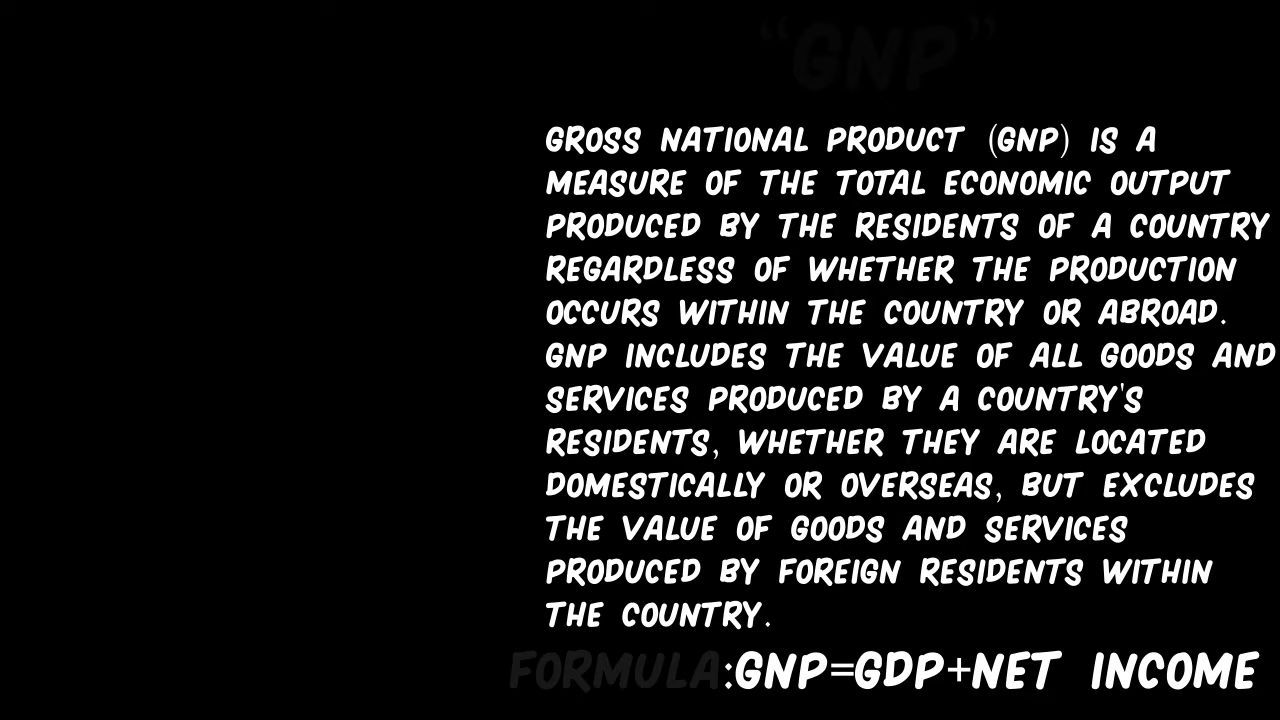 “GNP”
GROSS NATIONAL PRODUCT (GNP) IS A
MEASURE OF THE TOTAL ECONOMIC OUTPUT
PRODUCED BY THE RESIDENTS OF A COUNTRY
REGARDLESS OF WHETHER THE PRODUCTION
OCCURS WITHIN THE COUNTRY OR ABROAD.
GNP INCLUDES THE VALUE OF ALL GOODS AND
SERVICES PRODUCED BY A COUNTRY'S
RESIDENTS, WHETHER THEY ARE LOCATED
DOMESTICALLY OR OVERSEAS, BUT EXCLUDES
THE VALUE OF GOODS AND SERVICES
PRODUCED BY FOREIGN RESIDENTS WITHIN
THE COUNTRY.
FORMULA:GNP=GDP+NET INCOME